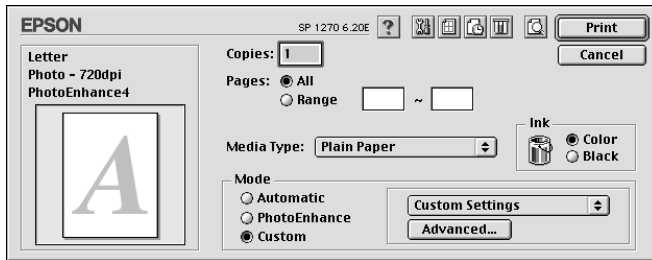 EPSON
SP 1270 6.20E ?
Print
Cancel
Letter
Photo - 720dpi
PhotoEnhance4
A
Copies: 1
Pages: All
Range ~
Media Type: Plain Paper
Ink
Color
Black
Mode
Automatic
PhotoEnhance
Custom
Custom Settings
Advanced...